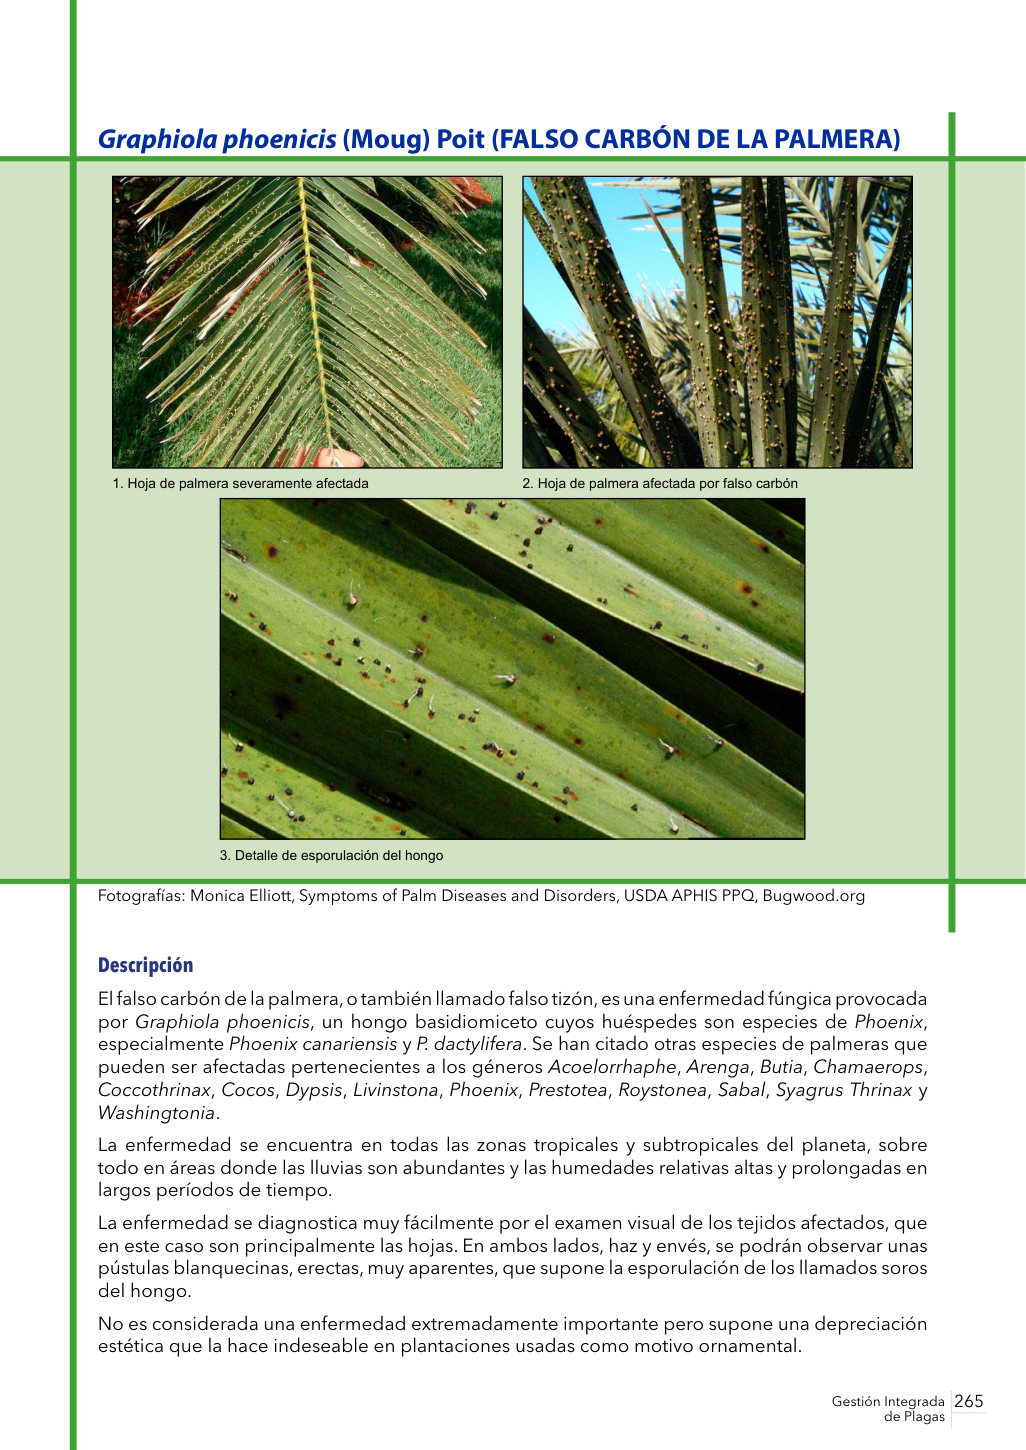 Graphiola phoenicis (Moug) Poit (FALSO CARBÓN DE LA PALMERA)
1. Hoja de palmera severamente afectada
2. Hoja de palmera afectada por falso carbón
3. Detalle de esporulación del hongo
Fotografías: Monica Elliott, Symptoms of Palm Diseases and Disorders, USDA APHIS PPQ, Bugwood.org
Descripción
El falso carbón de la palmera, o también llamado falso tizón, es una enfermedad fúngica provocada
por Graphiola phoenicis, un hongo basidiomiceto cuyos huéspedes son especies de Phoenix,
especialmente Phoenix canariensis y P. dactylifera. Se han citado otras especies de palmeras que
pueden ser afectadas pertenecientes a los géneros Acoelorrhaphe, Arenga, Butia, Chamaerops,
Coccothrinax, Cocos, Dypsis, Livinstona, Phoenix, Prestotea, Roystonea, Sabal, Syagrus Thrinax y
Washingtonia.
La enfermedad se encuentra en todas las zonas tropicales y subtropicales del planeta, sobre
todo en áreas donde las lluvias son abundantes y las humedades relativas altas y prolongadas en
largos períodos de tiempo.
La enfermedad se diagnostica muy fácilmente por el examen visual de los tejidos afectados, que
en este caso son principalmente las hojas. En ambos lados, haz y envés, se podrán observar unas
pústulas blanquecinas, erectas, muy aparentes, que supone la esporulación de los llamados soros
del hongo.
No es considerada una enfermedad extremadamente importante pero supone una depreciación
estética que la hace indeseable en plantaciones usadas como motivo ornamental.
Gestión Integrada 265
de Plagas